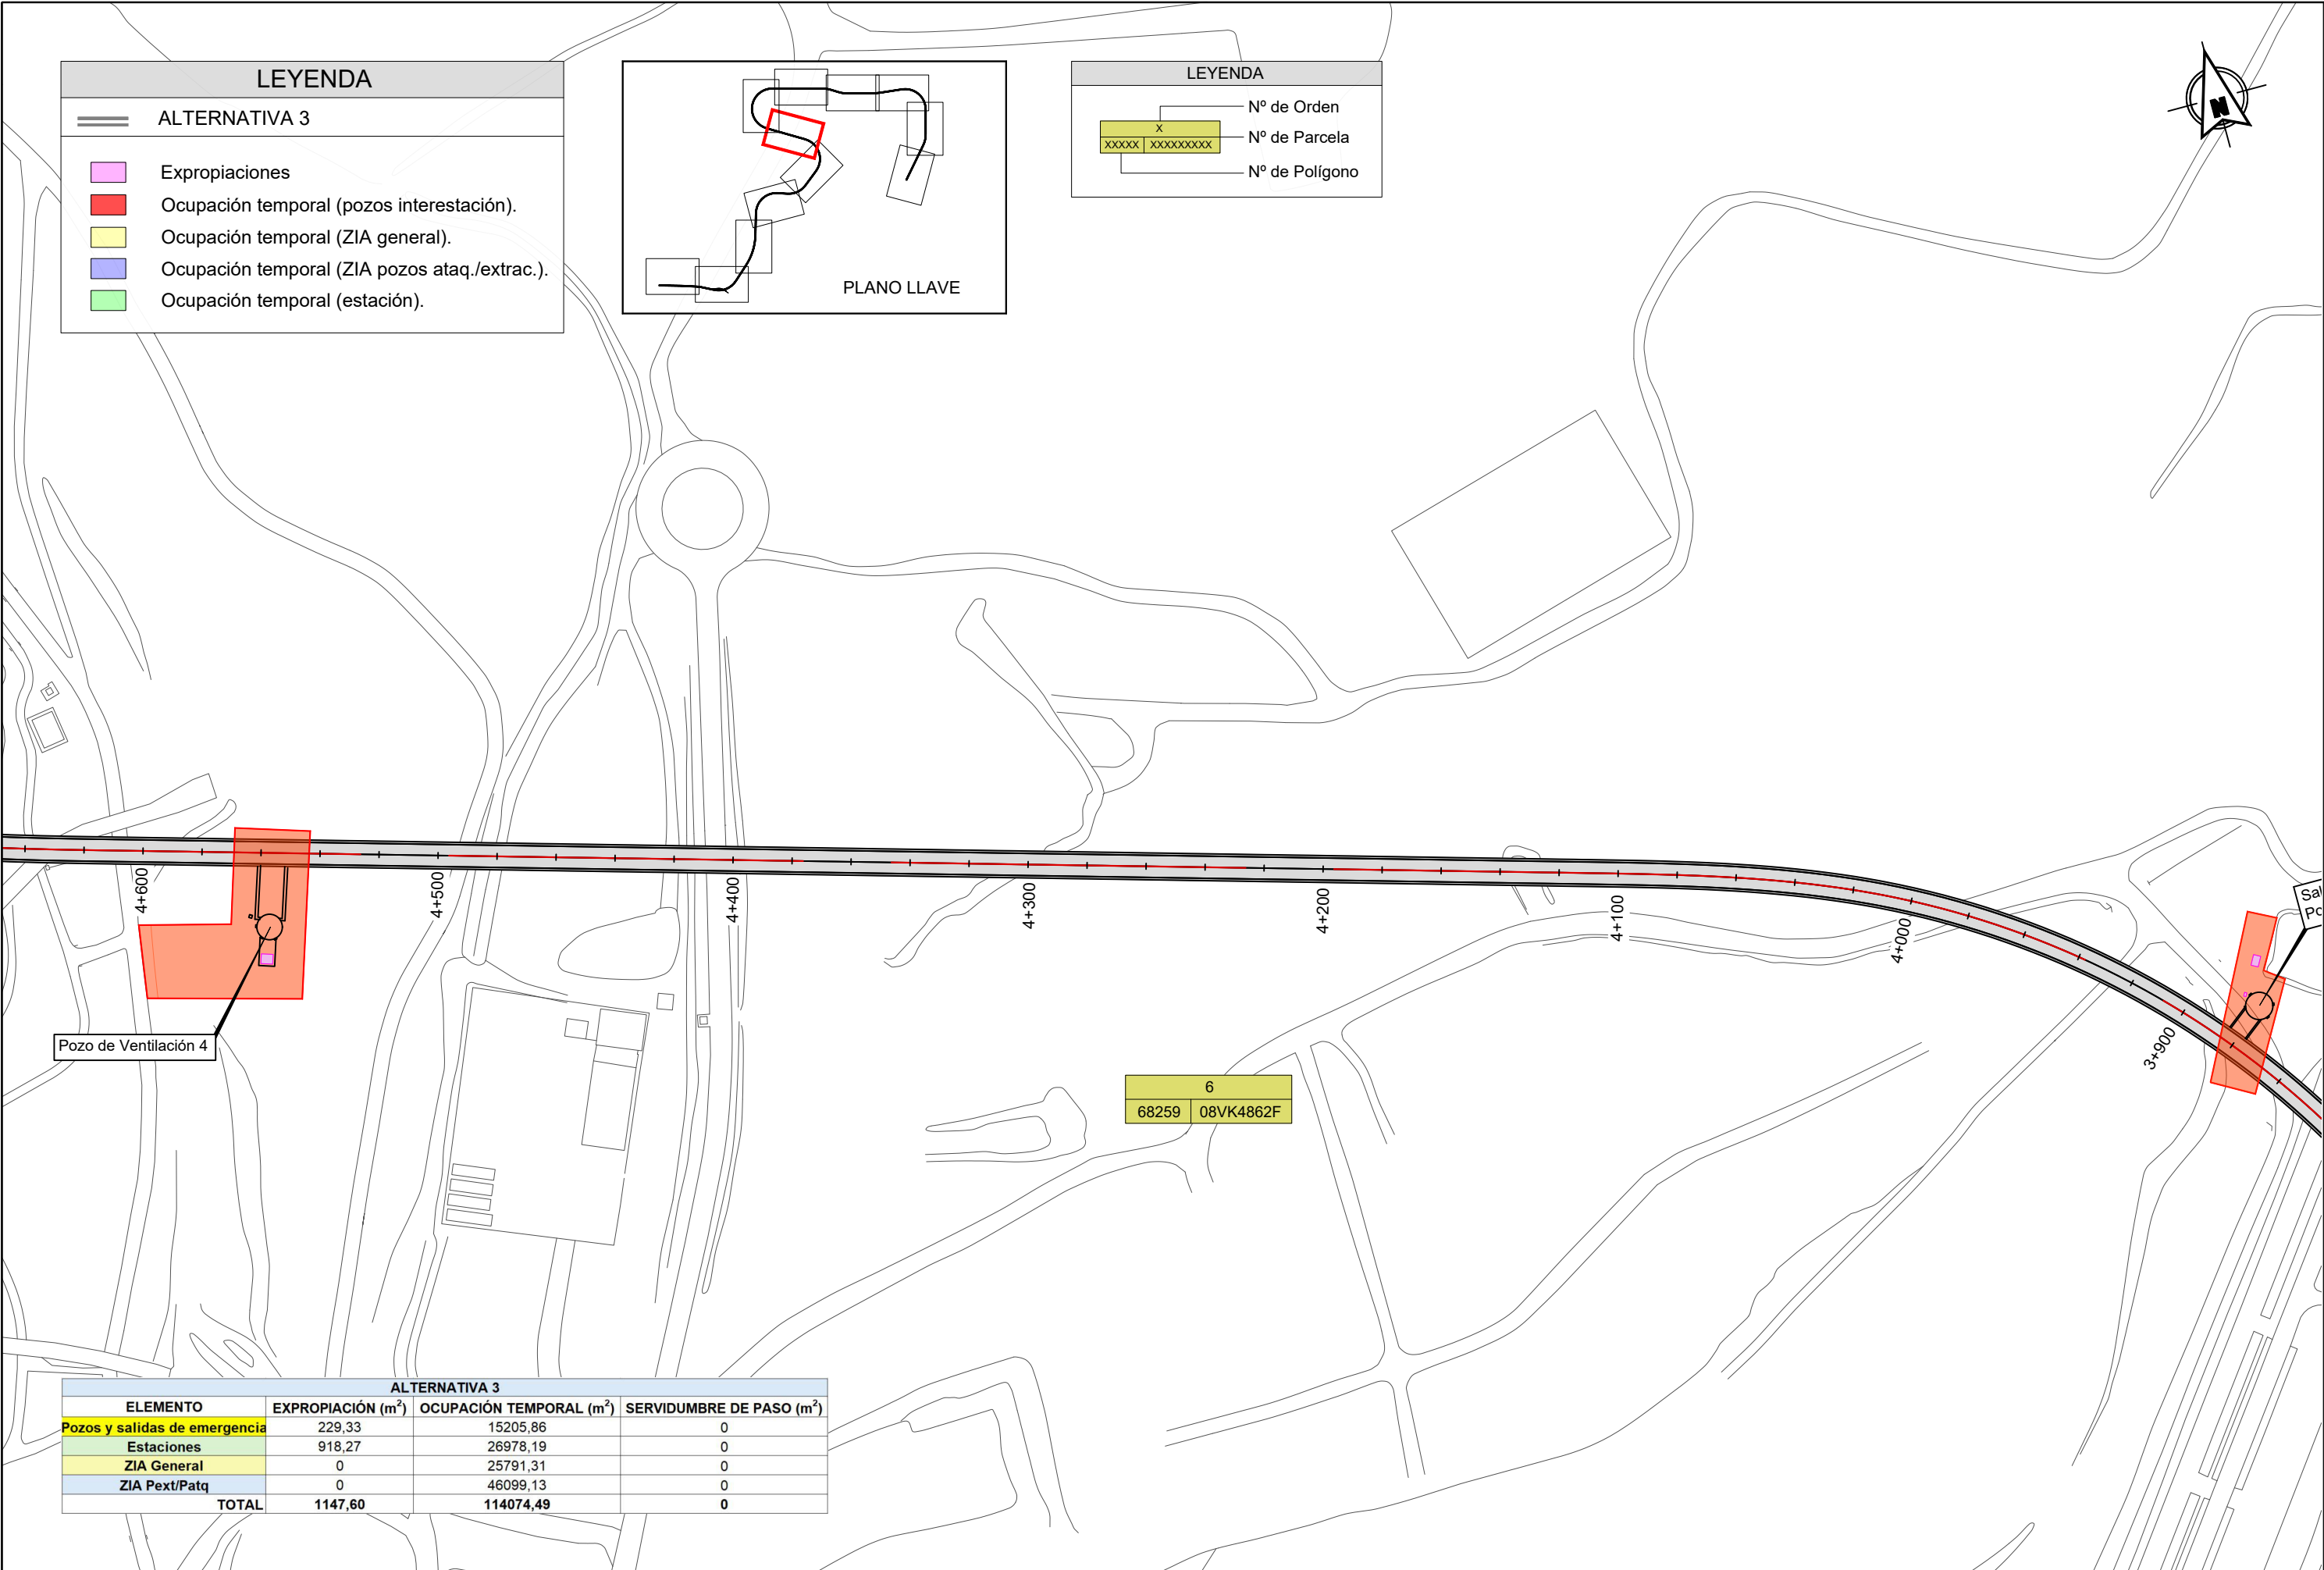 LEYENDA
ALTERNATIVA 3
Expropiaciones
Ocupación temporal (pozos interestación).
Ocupación temporal (ZIA general).
Ocupación temporal (ZIA pozos ataq./extrac.).
Ocupación temporal (estación).
PLANO LLAVE
LEYENDA
Nº de Orden
X
Nº de Parcela
XXXXX XXXXXXXXX
Nº de Polígono
N
4+600
4+500
4+400
4+300
4+200
4+100
4+000
3+900
Pozo de Ventilación 4
6
68259 08VK4862F
ALTERNATIVA 3
ELEMENTO EXPROPIACIÓN (m²) OCUPACIÓN TEMPORAL (m²) SERVIDUMBRE DE PASO (m²)
Pozos y salidas de emergencia 229,33 15205,86 0
Estaciones 918,27 26978,19 0
ZIA General 0 25791,31 0
ZIA Pext/Patq 0 46099,13 0
TOTAL 1147,60 114074,49 0